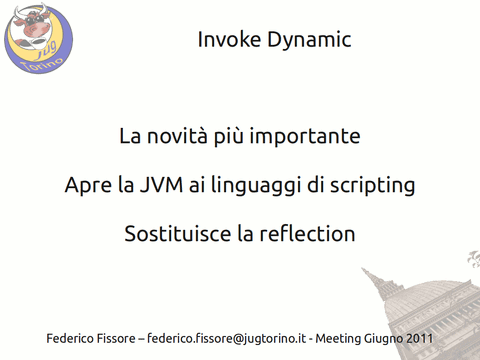 Jug
Torino
Invoke Dynamic
La novità più importante
Apre la JVM ai linguaggi di scripting
Sostituisce la reflection
Federico Fissore – federico.fissore@jugtorino.it - Meeting Giugno 2011